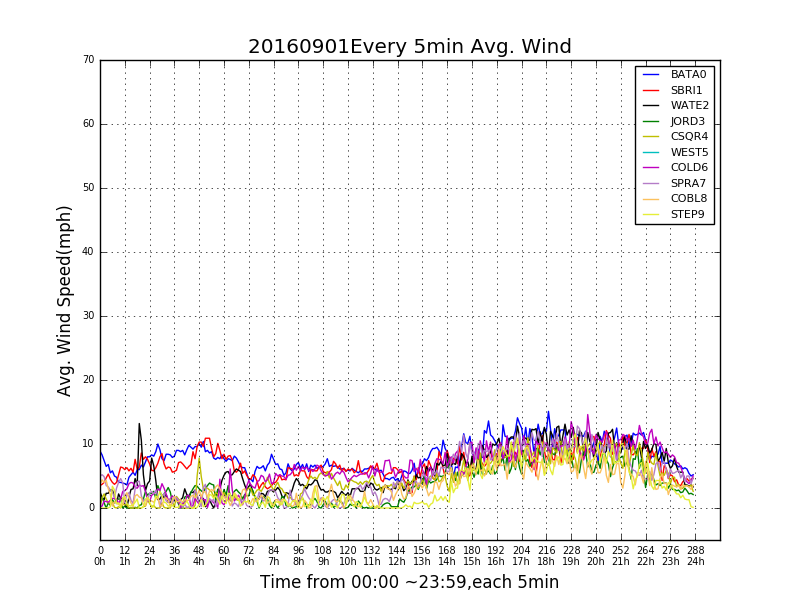 20160901Every 5min Avg. Wind
70
60
50
40
30
20
10
0
Avg. Wind Speed(mph)
BATA0
SBRI1
WATE2
JORD3
CSQR4
WEST5
COLD6
SPRA7
COBL8
STEP9
0 12 24 36 48 60 72 84 96 108 120 132 144 156 168 180 192 204 216 228 240 252 264 276 288
0h 1h 2h 3h 4h 5h 6h 7h 8h 9h 10h 11h 12h 13h 14h 15h 16h 17h 18h 19h 20h 21h 22h 23h 24h
Time from 00:00 ~23:59,each 5min